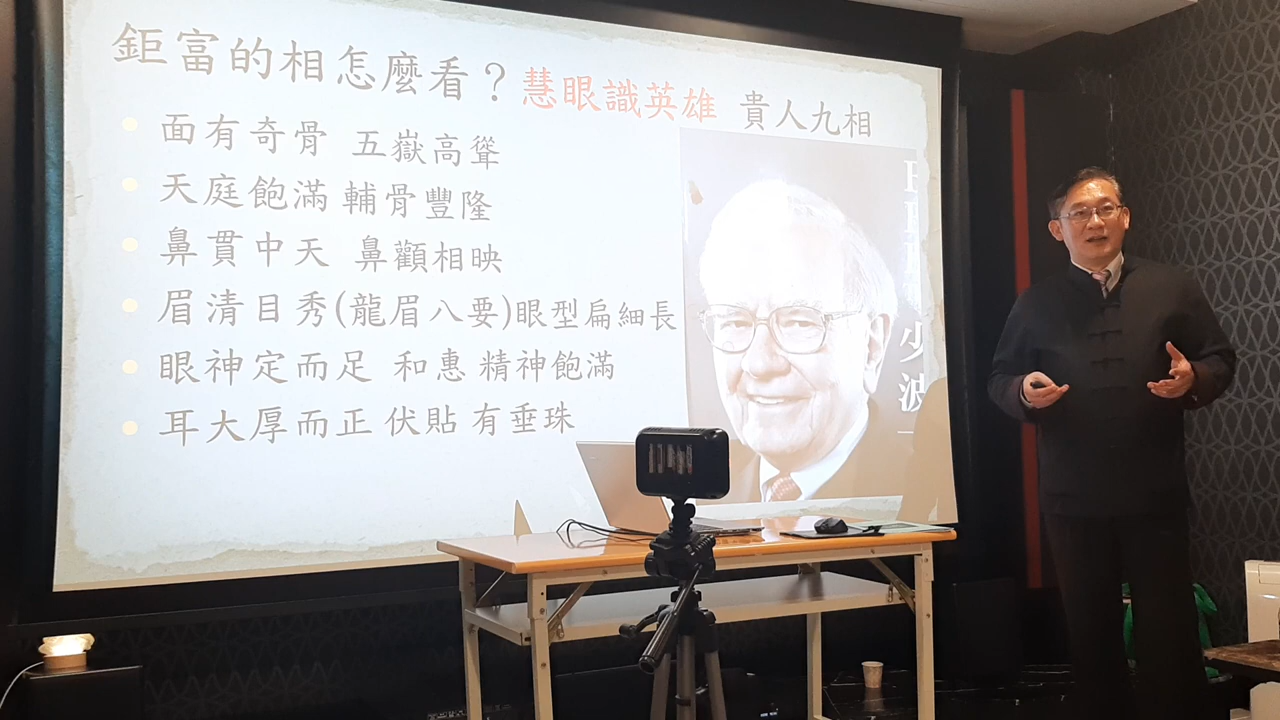 鉅富的相怎麼看？慧眼識英雄 貴人九相
面有奇骨 五嶽高聳
天庭飽滿 輔骨豐隆
鼻貫中天 鼻顴相映
眉清目秀(龍眉八要)眼型扁細長
眼神定而足 和惠 精神飽滿
耳大厚而正 伏貼 有垂珠
少波